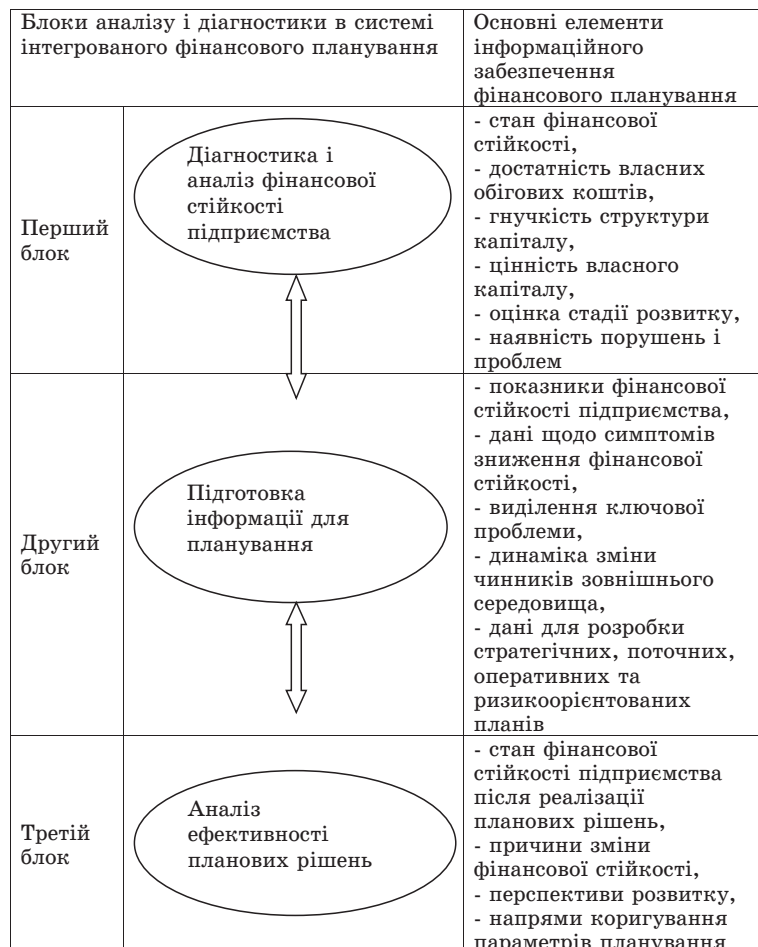 Блоки аналізу і діагностики в системі
інтегрованого фінансового планування
Основні елементи
інформаційного
забезпечення
фінансового планування
Перший
блок
Діагностика і
аналіз фінансової
стійкості
підприємства
- стан фінансової
стійкості,
- достатність власних
обігових коштів,
- гнучкість структури
капіталу,
- цінність власного
капіталу,
- оцінка стадії розвитку,
- наявність порушень і
проблем
Другий
блок
Підготовка
інформації для
планування
- показники фінансової
стійкості підприємства,
- дані щодо симптомів
зниження фінансової
стійкості,
- виділення ключової
проблеми,
- динаміка зміни
чинників зовнішнього
середовища,
- дані для розробки
стратегічних, поточних,
оперативних та
ризикоорієнтованих
планів
Третій
блок
Аналіз
ефективності
планових рішень
- стан фінансової
стійкості підприємства
після реалізації
планових рішень,
- причини зміни
фінансової стійкості,
- перспективи розвитку,
- напрями коригування
параметрів планування